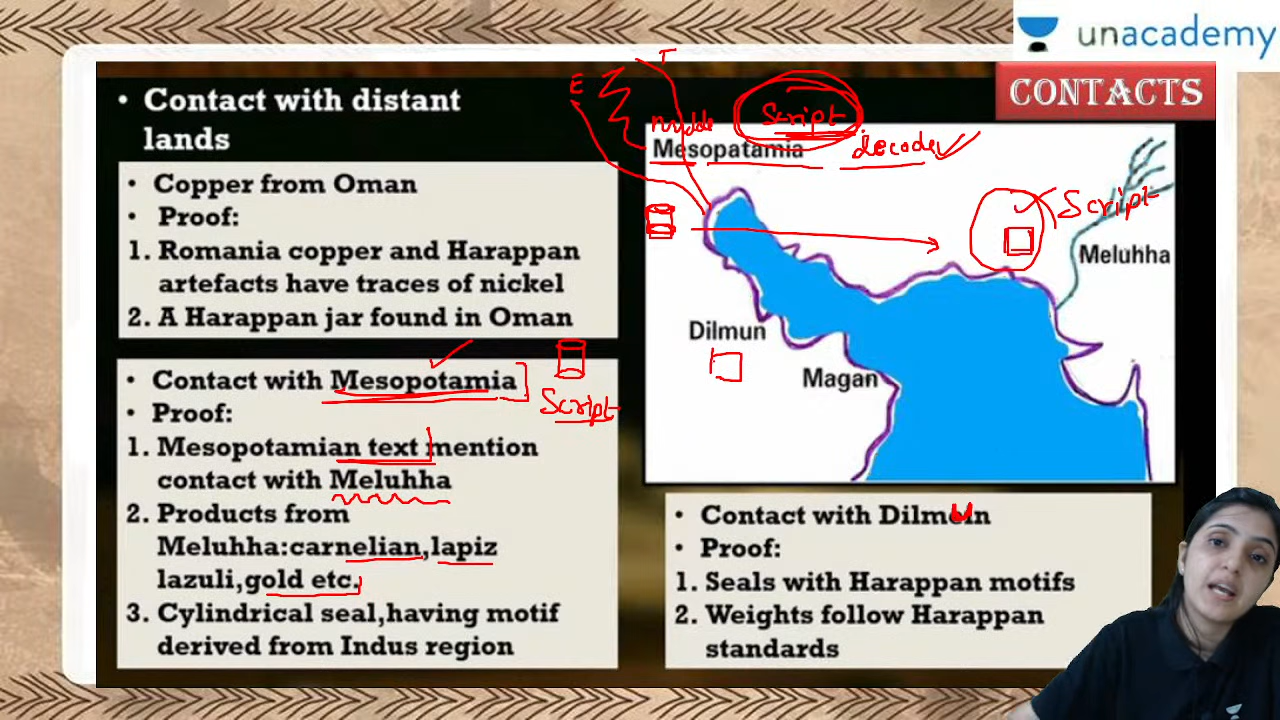 unacademy
CONTACTS
• Contact with distant
lands
• Copper from Oman
• Proof:
1. Romania copper and Harappan
artefacts have traces of nickel
2. A Harappan jar found in Oman
• Contact with Mesopotamia
• Proof:
1. Mesopotamian text mention
contact with Meluhha
2. Products from
Meluhha:carnelian,lapiz
lazuli,gold etc.
3. Cylindrical seal,having motif
derived from Indus region
Script
E
T
Script
Mesopatamia
decode
Script
Meluhha
Dilmun
Magan
• Contact with Dilmun
• Proof:
1. Seals with Harappan motifs
2. Weights follow Harappan
standards